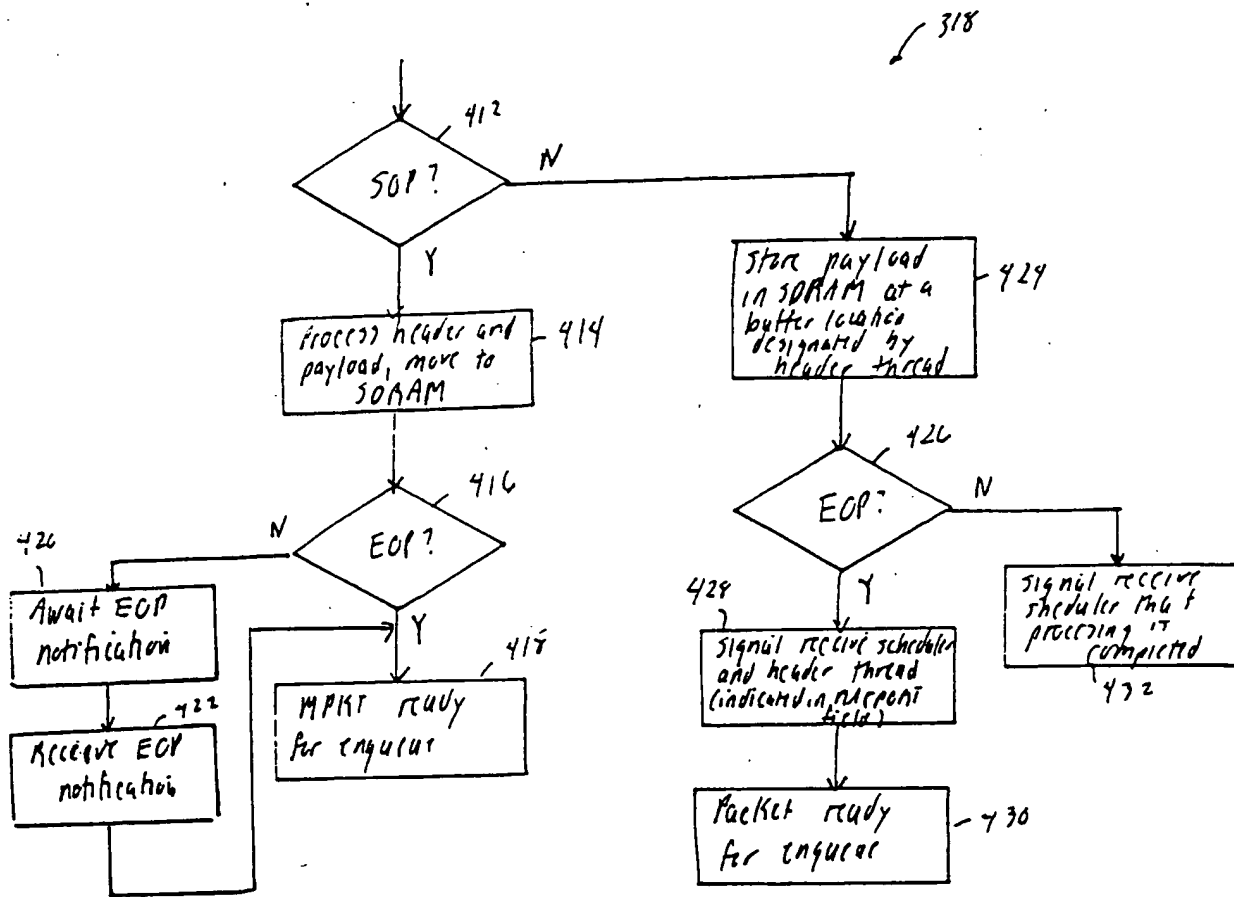 318
412
SOP?
N
Y
Process header and
payload, move to
SDRAM
414
416
EOP?
N
Y
420
Await EOP
notification
422
Receive EOP
notification
418
MPKT ready
for enqueue
Store payload
in SDRAM at a
buffer location
designated by
header thread
424
426
EOP?
N
Y
428
Signal receive scheduler
and header thread
(indicated in
field)
Signal receive
sheduler that
procesing is
completed
432
Packet ready
for enqueue
430